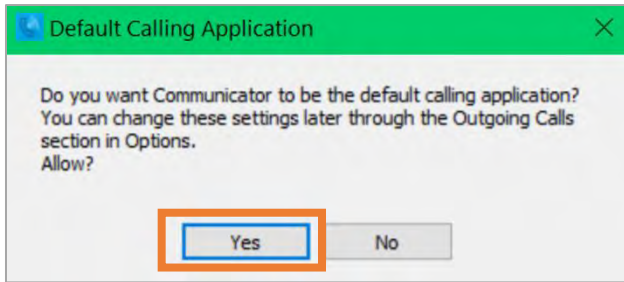 Default Calling Application
Do you want Communicator to be the default calling application?
You can change these settings later through the Outgoing Calls
section in Options.
Allow?
Yes No